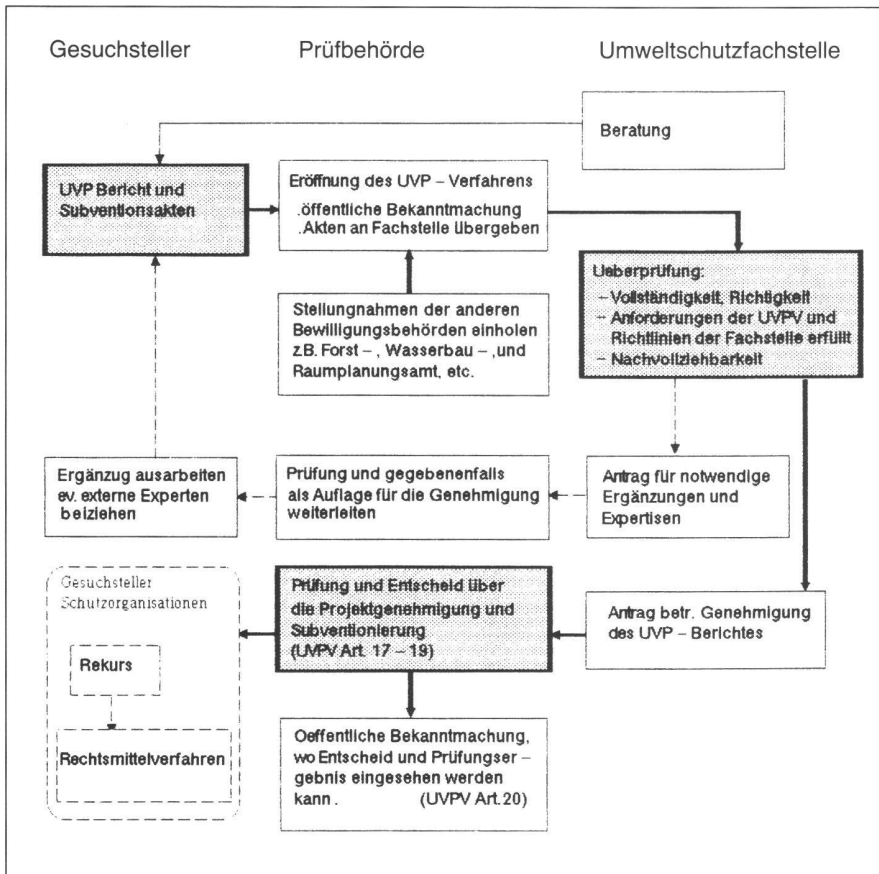 Gesuchsteller
Prüfbehörde
Umweltschutzfachstelle
Beratung
UVP Bericht und
Subventionsakten
Eröffnung des UVP – Verfahrens
.öffentliche Bekanntmachung
.Akten an Fachstelle übergeben
Ueberprüfung:
– Vollständigkeit, Richtigkeit
– Anforderungen der UVPV und
Richtlinien der Fachstelle erfüllt
– Nachvollziehbarkeit
Stellungnahmen der anderen
Bewilligungsbehörden einholen
z.B. Forst – , Wasserbau – ,und
Raumplanungsamt, etc.
Ergänzug ausarbeiten
ev. externe Experten
beiziehen
Prüfung und gegebenenfalls
als Auflage für die Genehmigung
weiterleiten
Antrag für notwendige
Ergänzungen und
Expertisen
Gesuchsteller
Schutzorganisationen
Rekurs
Rechtsmittelverfahren
Prüfung und Entscheid über
die Projektgenehmigung und
Subventionierung
(UVPV Art. 17 – 19)
Antrag betr. Genehmigung
des UVP – Berichtes
Oeffentliche Bekanntmachung,
wo Entscheid und Prüfungser –
gebnis eingesehen werden
kann . (UVPV Art.20)